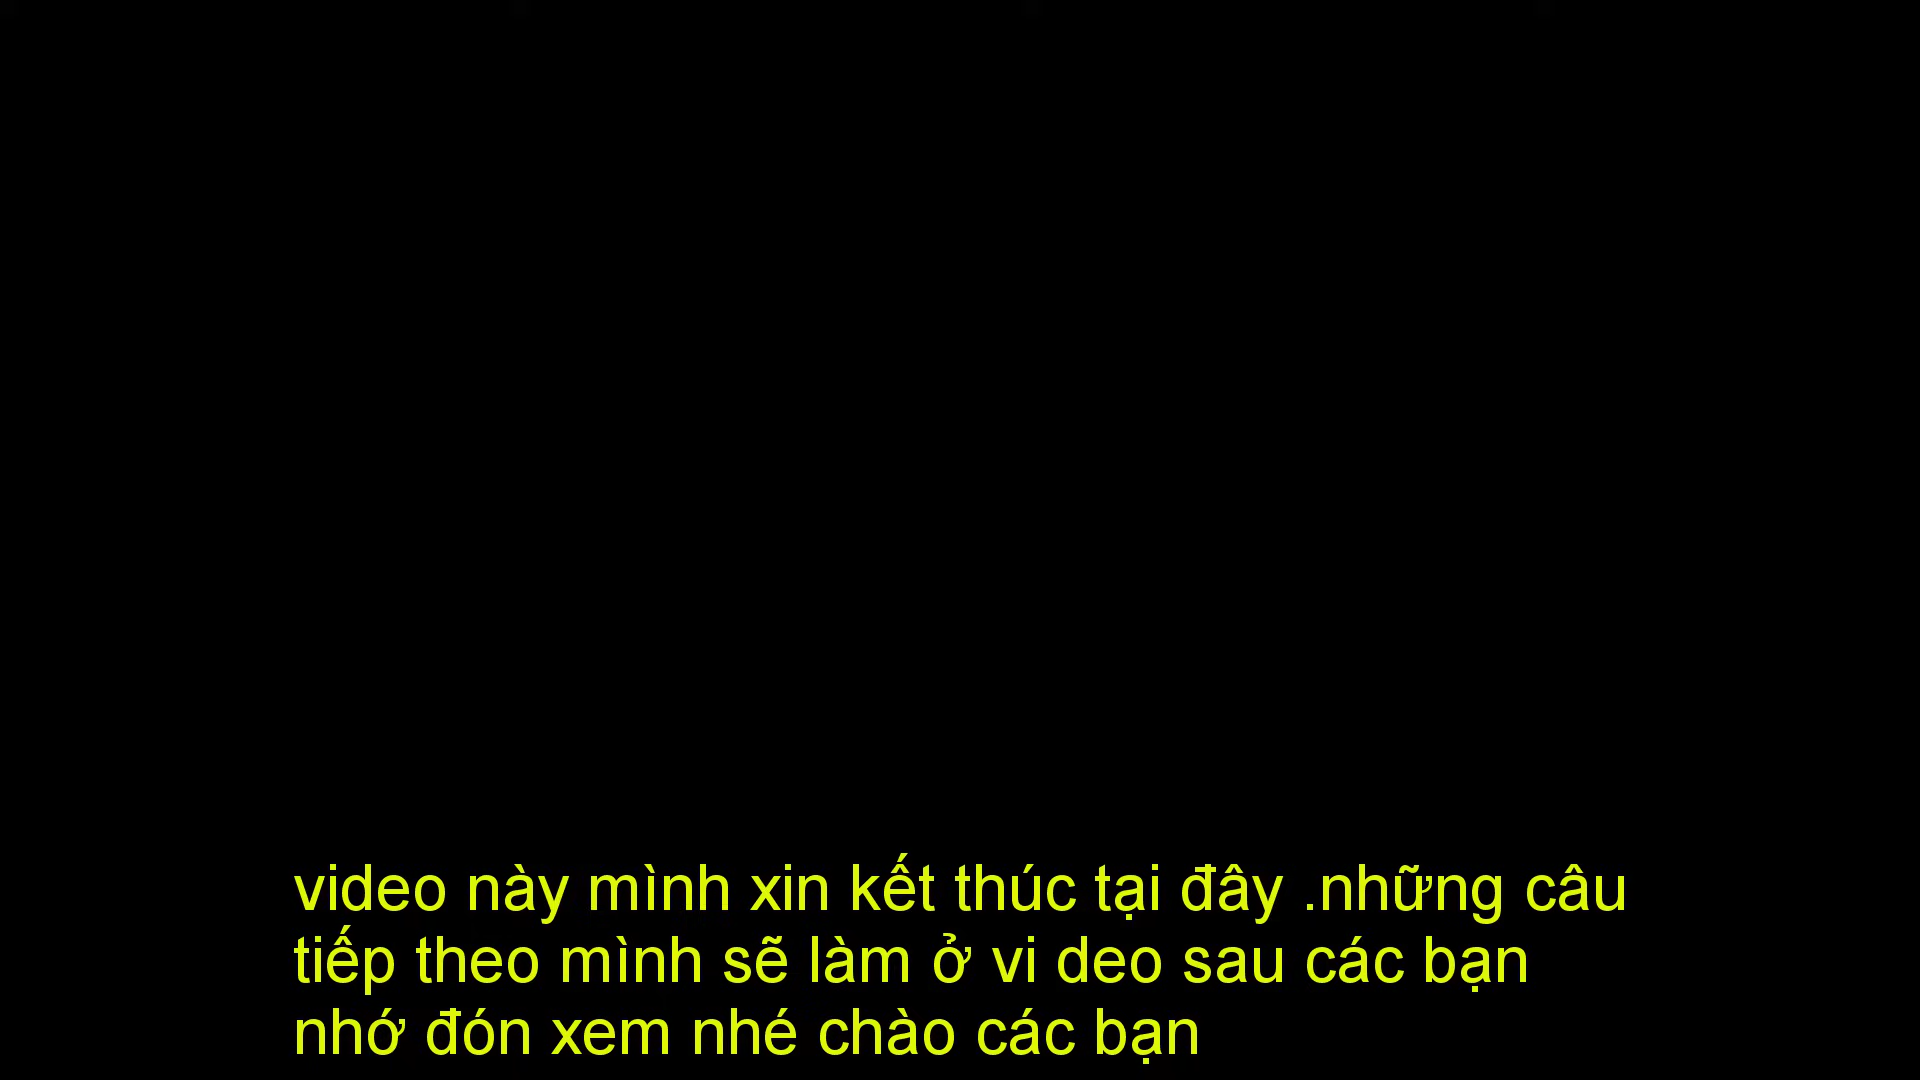 video này mình xin kết thúc tại đây .những câu
tiếp theo mình sẽ làm ở vi deo sau các bạn
nhớ đón xem nhé chào các bạn